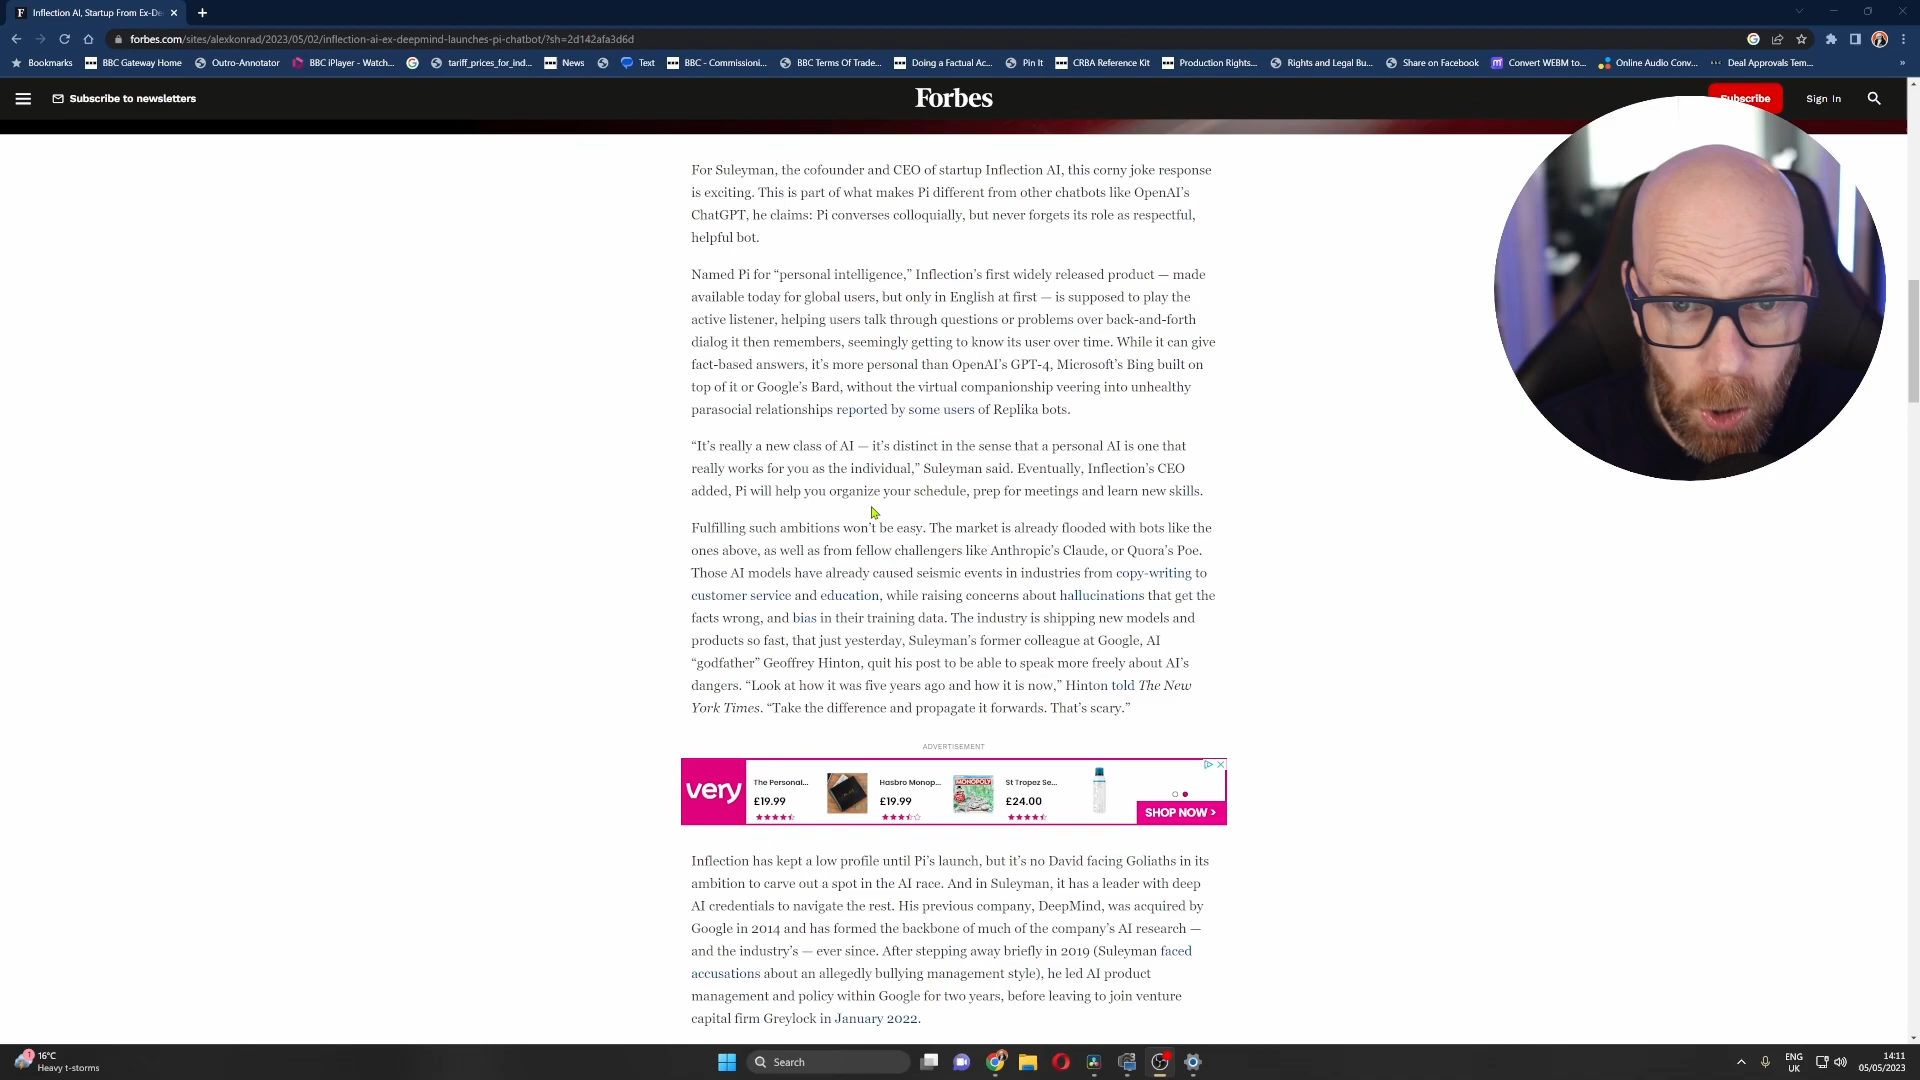 Inflection AI, Startup From Ex-De
forbes.com/sites/alexkonrad/2023/05/02/inflection-ai-ex-deepmind-launches-pi-chatbot/?sh=2d142afa3d6d
Bookmarks
BBC Gateway Home
Outro-Annotator
BBC iPlayer - Watch...
tariff_prices_for_ind...
News
Text
BBC - Commissioni...
BBC Terms Of Trade...
Doing a Factual Ac...
Pin It
CRBA Reference Kit
Production Rights...
Rights and Legal Bu...
Share on Facebook
Convert WEBM to...
Online Audio Conv...
Deal Approvals Tem...
Subscribe to newsletters
Forbes
Subscribe
Sign In
For Suleyman, the cofounder and CEO of startup Inflection AI, this corny joke response
is exciting. This is part of what makes Pi different from other chatbots like OpenAI's
ChatGPT, he claims: Pi converses colloquially, but never forgets its role as respectful,
helpful bot.
Named Pi for “personal intelligence,” Inflection's first widely released product — made
available today for global users, but only in English at first — is supposed to play the
active listener, helping users talk through questions or problems over back-and-forth
dialog it then remembers, seemingly getting to know its user over time. While it can give
fact-based answers, it's more personal than OpenAI's GPT-4, Microsoft's Bing built on
top of it or Google's Bard, without the virtual companionship veering into unhealthy
parasocial relationships reported by some users of Replika bots.
“It's really a new class of AI — it's distinct in the sense that a personal AI is one that
really works for you as the individual,” Suleyman said. Eventually, Inflection's CEO
added, Pi will help you organize your schedule, prep for meetings and learn new skills.
Fulfilling such ambitions won't be easy. The market is already flooded with bots like the
ones above, as well as from fellow challengers like Anthropic's Claude, or Quora's Poe.
Those AI models have already caused seismic events in industries from copy-writing to
customer service and education, while raising concerns about hallucinations that get the
facts wrong, and bias in their training data. The industry is shipping new models and
products so fast, that just yesterday, Suleyman's former colleague at Google, AI
“godfather” Geoffrey Hinton, quit his post to be able to speak more freely about AI's
dangers. “Look at how it was five years ago and how it is now,” Hinton told The New
York Times. “Take the difference and propagate it forwards. That's scary.”
ADVERTISEMENT
very
The Personal...
£19.99
Hasbro Monop...
£19.99
MONOPOLY
St Tropez Se...
£24.00
SHOP NOW >
Inflection has kept a low profile until Pi's launch, but it's no David facing Goliaths in its
ambition to carve out a spot in the AI race. And in Suleyman, it has a leader with deep
AI credentials to navigate the rest. His previous company, DeepMind, was acquired by
Google in 2014 and has formed the backbone of much of the company's AI research —
and the industry's — ever since. After stepping away briefly in 2019 (Suleyman faced
accusations about an allegedly bullying management style), he led AI product
management and policy within Google for two years, before leaving to join venture
capital firm Greylock in January 2022.
1
16°C
Heavy t-storms
Search
ENG
UK
14:11
05/05/2023